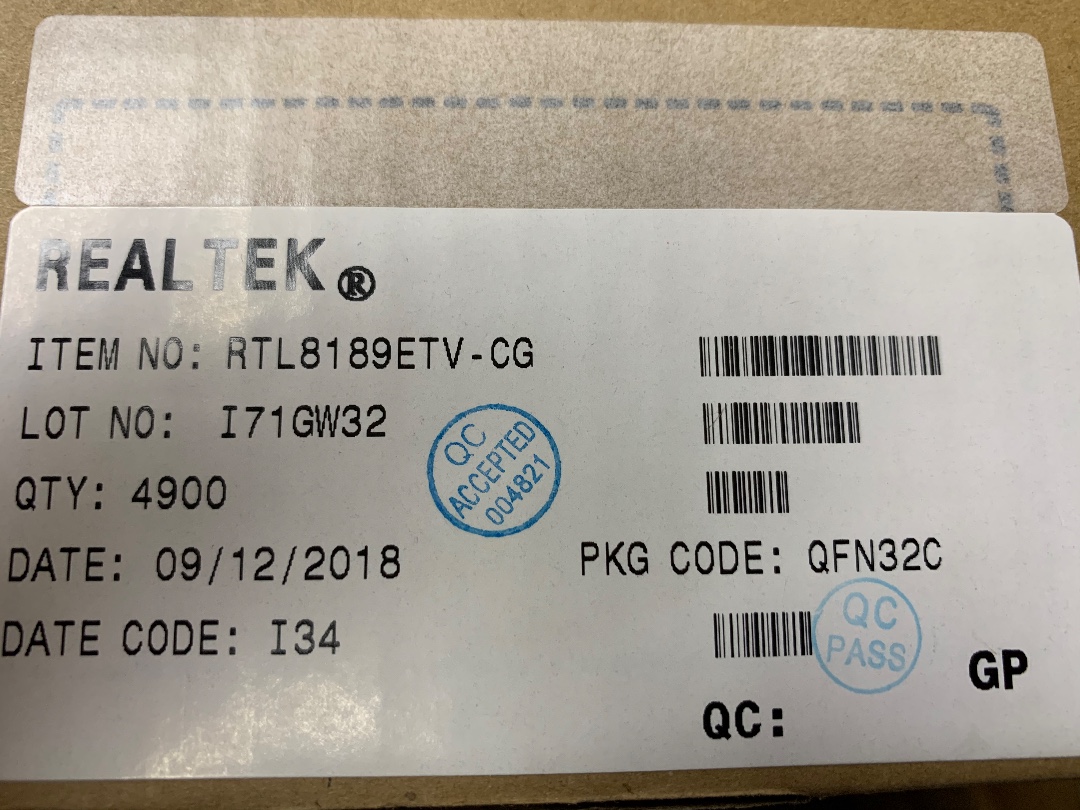 REALTEK®
ITEM NO: RTL8189ETV-CG
LOT NO: I71GW32
QC
ACCEPTED
004821
QTY: 4900
DATE: 09/12/2018
PKG CODE: QFN32C
DATE CODE: I34
QC
PASS
GP
QC: